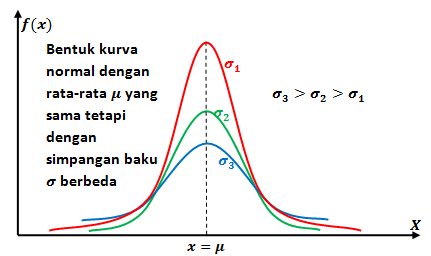 f(x)
Bentuk kurva
normal dengan
rata-rata μ yang
sama tetapi
dengan
simpangan baku
σ berbeda
σ₁
σ₂
σ₃
σ₃ > σ₂ > σ₁
X
x = μ